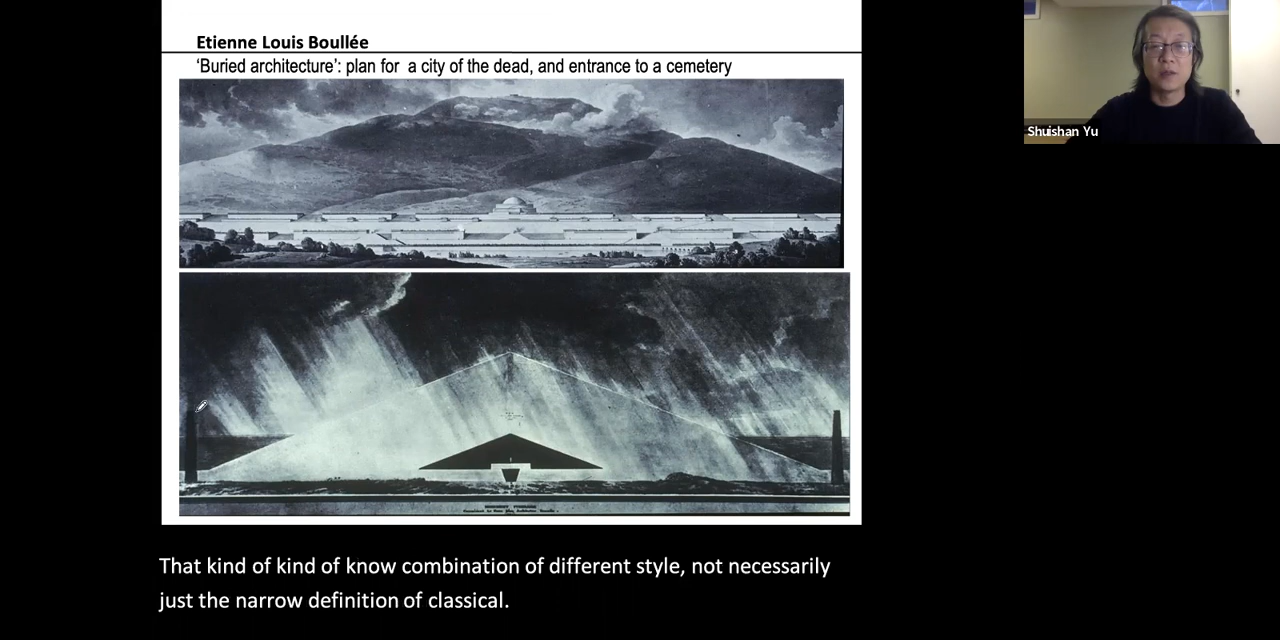 Etienne Louis Boullée
‘Buried architecture’: plan for  a city of the dead, and entrance to a cemetery
Shuishan Yu
That kind of kind of know combination of different style, not necessarily
just the narrow definition of classical.